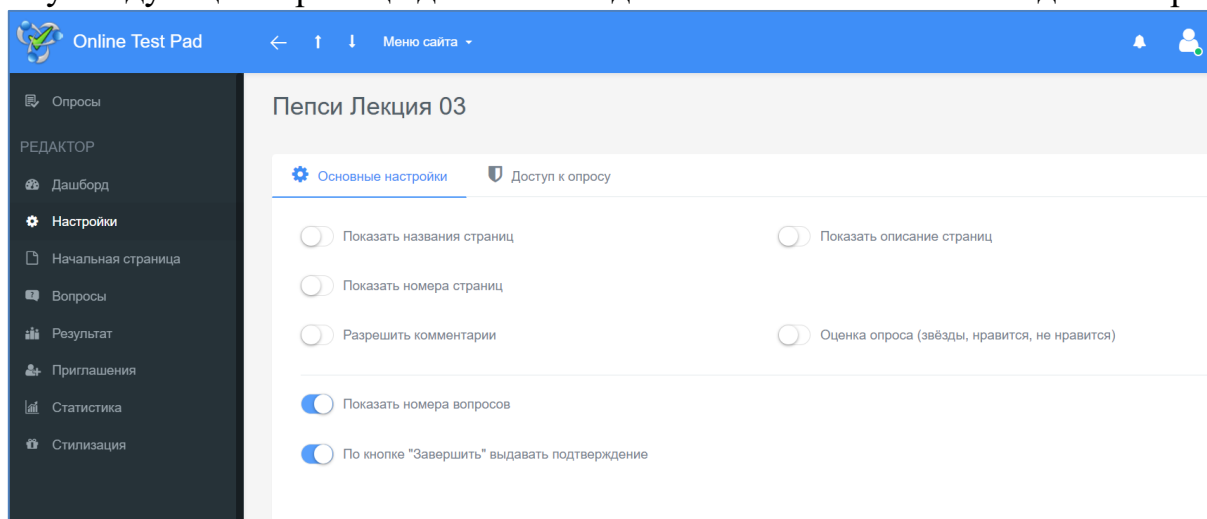 Online Test Pad
Меню сайта
Опросы
РЕДАКТОР
Дашборд
Настройки
Начальная страница
Вопросы
Результат
Приглашения
Статистика
Стилизация
Пепси Лекция 03
Основные настройки Доступ к опросу
Показать названия страниц Показать описание страниц
Показать номера страниц
Разрешить комментарии Оценка опроса (звёзды, нравится, не нравится)
Показать номера вопросов
По кнопке "Завершить" выдавать подтверждение